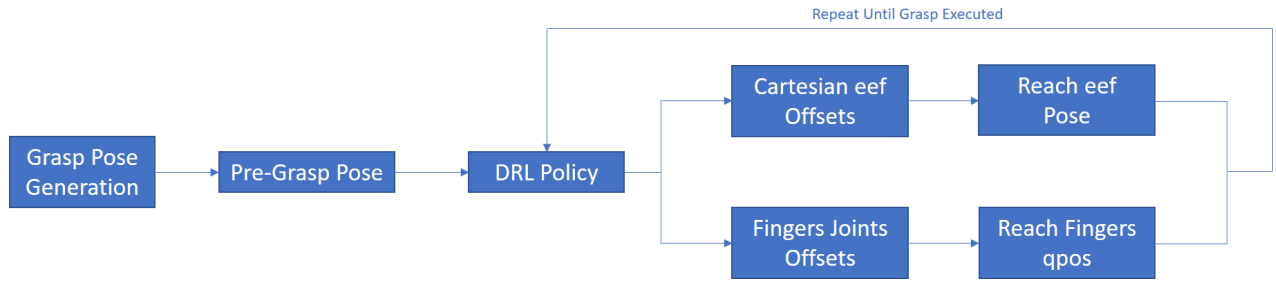 Repeat Until Grasp Executed
Grasp Pose
Generation
Pre-Grasp Pose
DRL Policy
Cartesian eef
Offsets
Reach eef
Pose
Fingers Joints
Offsets
Reach Fingers
qpos